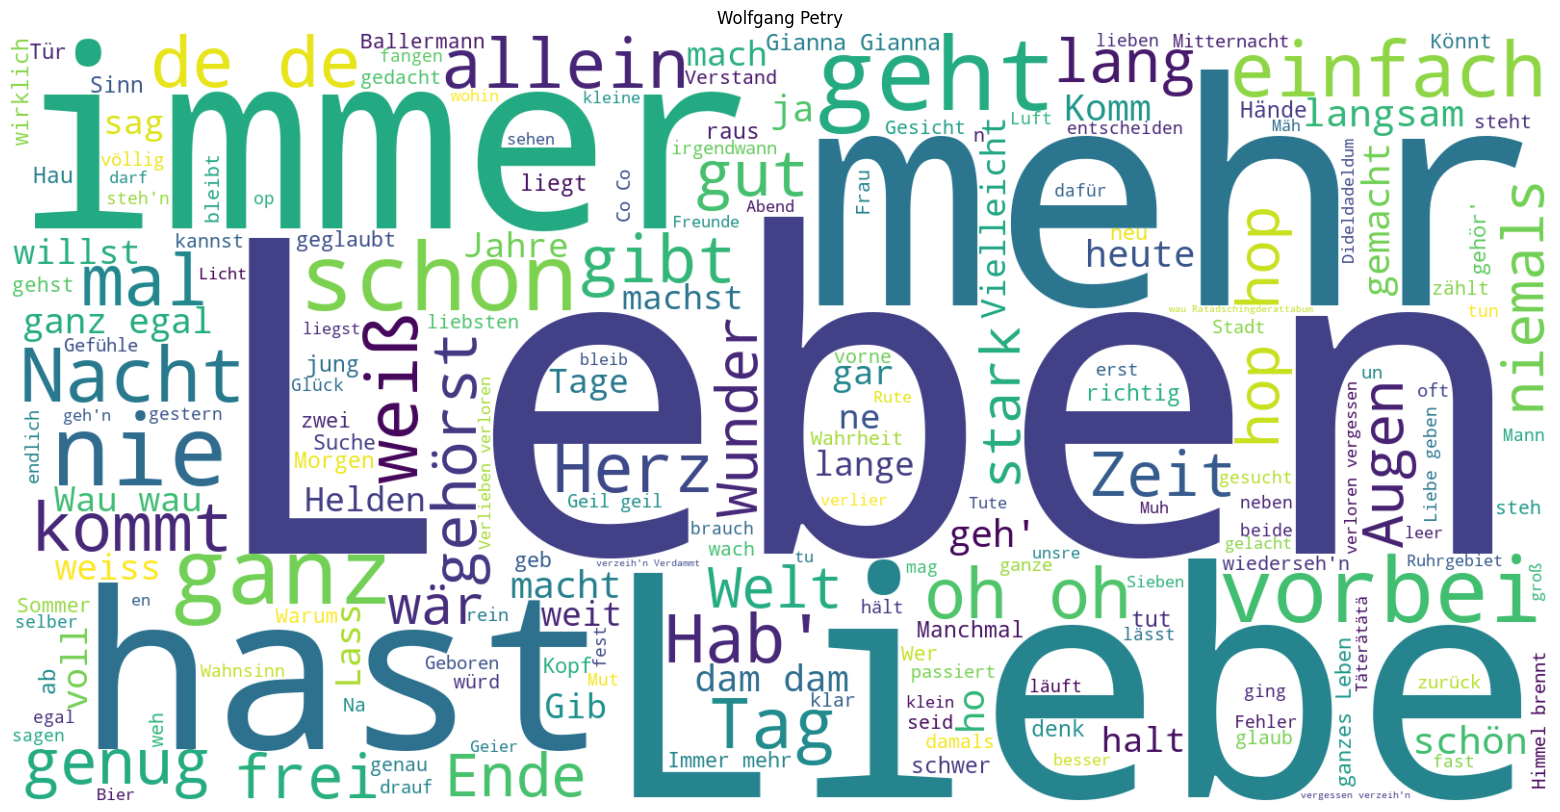 Wolfgang Petry
wirklich
Tür
Sinn
de de
Ballermann
fangen
gedacht
allein
mach
Verstand
Gianna Gianna
geht
lieben
Mitternacht
lang
einfach
Könnt
immer
sag
völlig
darf
steh'n
Hau
bleibt
op
wohin
kleine
sehen
liegt
Co Co
raus
irgendwann
gut
Freunde
Abend
ja
Gesicht
n
Luft
Komm
entscheiden
Hände
Mäh
langsam
steht
mehr
Frau
Vielleicht
dafür
neu
heute
hop hop
Dideldadeldum
gemacht
gehör'
zählt
tun
niemals
willst
kannst
gehst
mal
Licht
geglaubt
schon
Jahre
gibt
machst
ganz egal
Gefühle
liegst
liebsten
wau Ratadschingderattabum
Stadt
Leben
Nacht
jung
Glück
weiß
gehörst
bleib
Tage
Wunder
vorne
gar
Rute
ne
Wahrheit
lange
verlier
stark
erst
richtig
un
oft
Augen
verloren vergessen
Liebe geben
Mann
geh'n
gestern
endlich
nie
zwei
Suche
Morgen
Helden
Verlieben verloren
Herz
Geil geil
Zeit
Tute
Muh
gesucht
neben
beide
gelacht
leer
steh
Wau wau
kommt
brauch
wach
geh'
unsre
weiss
ganz
verzeih'n Verdammt
tu
wiederseh'n
Ruhrgebiet
groß
Sommer
selber
en
Warum
Lass
wär
rein
geb
macht
weit
Welt
mag
hält
ganze
oh oh
Sieben
vorbei
voll
ab
hast
Wahnsinn
Na
Geboren
würd
Kopf
fest
Mut
Gib
Hab'
dam dam
klar
Tag
Immer mehr
Liebe
Manchmal
Wer
passiert
klein
seid
ho
damals
schwer
tut
lässt
läuft
denk
besser
halt
ging
Fehler
glaub
ganzes Leben
Täterätätä
zurück
schön
fast
Himmel brennt
egal
sagen
weh
genug
Bier
frei
genau
drauf
Geier
Ende
vergessen verzeih'n